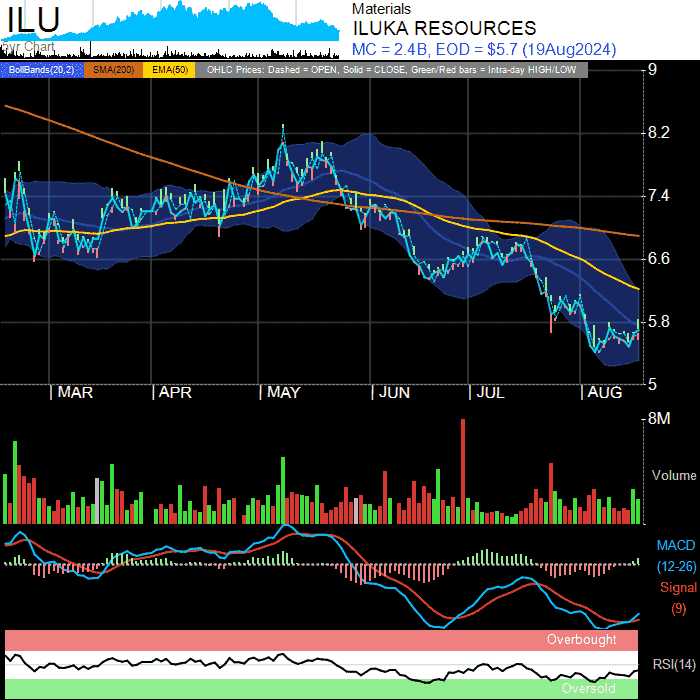 ILU
Materials
ILUKA RESOURCES
MC = 2.4B, EOD = $5.7 (19Aug2024)
Chart
BollBands(20,2) SMA(200) EMA(50) OHLC Prices: Dashed = OPEN, Solid = CLOSE, Green/Red bars = Intra-day HIGH/LOW
9
8.2
7.4
6.6
5.8
5
MAR APR MAY JUN JUL AUG
8M
Volume
MACD
(12-26)
Signal
(9)
Overbought
RSI(14)
Oversold